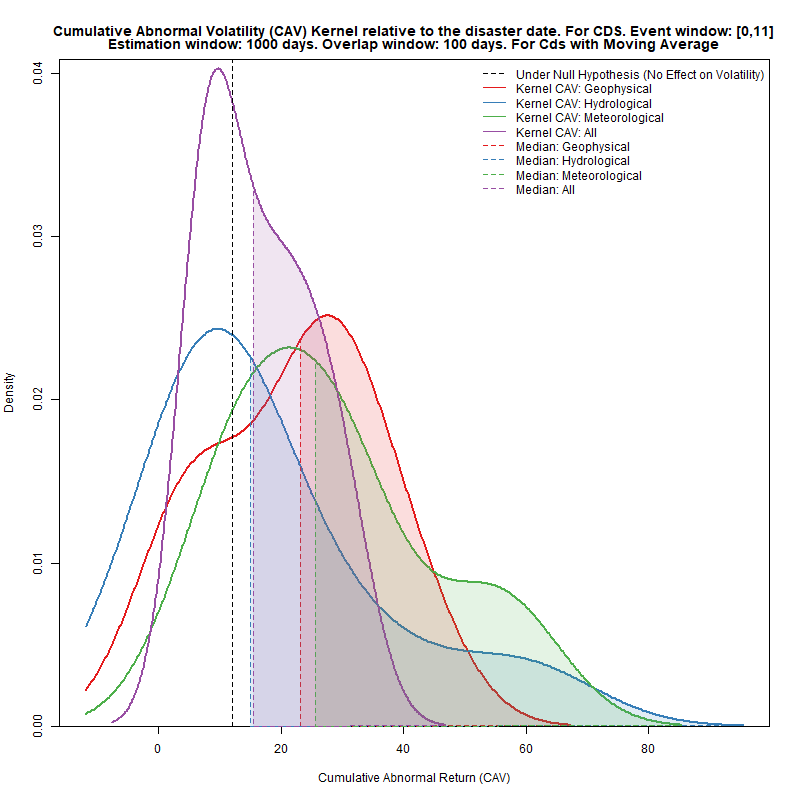 Cumulative Abnormal Volatility (CAV) Kernel relative to the disaster date. For CDS. Event window: [0,11]
Estimation window: 1000 days. Overlap window: 100 days. For Cds with Moving Average
Under Null Hypothesis (No Effect on Volatility)
Kernel CAV: Geophysical
Kernel CAV: Hydrological
Kernel CAV: Meteorological
Kernel CAV: All
Median: Geophysical
Median: Hydrological
Median: Meteorological
Median: All
Density
0.04
0.03
0.02
0.01
0.00
0
20
40
60
80
Cumulative Abnormal Return (CAV)